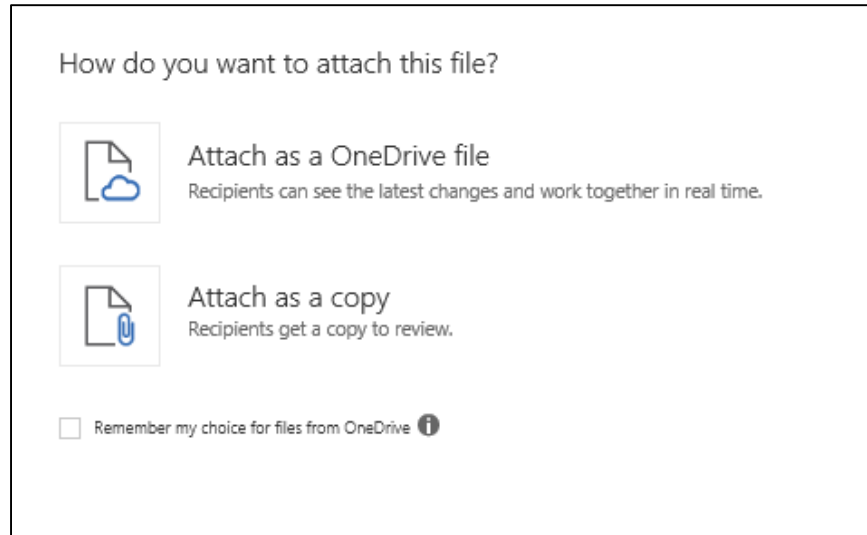 How do you want to attach this file?
Attach as a OneDrive file
Recipients can see the latest changes and work together in real time.
Attach as a copy
Recipients get a copy to review.
Remember my choice for files from OneDrive